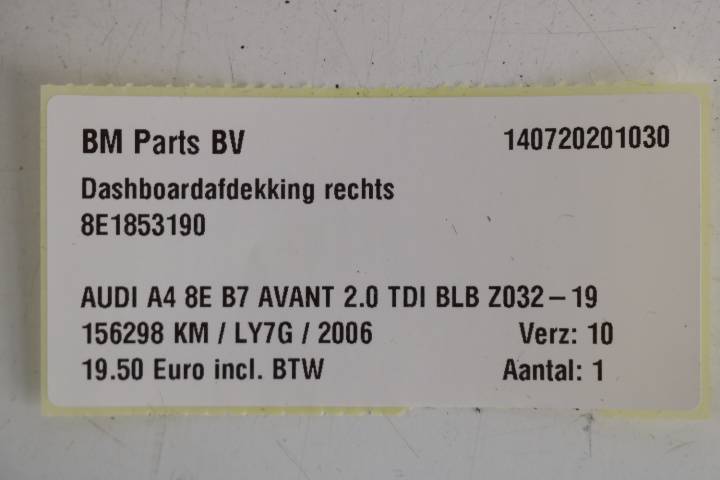 BM Parts BV 140720201030
Dashboardafdekking rechts
8E1853190
AUDI A4 8E B7 AVANT 2.0 TDI BLB Z032-19
156298 KM / LY7G / 2006 Verz: 10
19.50 Euro incl. BTW Aantal: 1